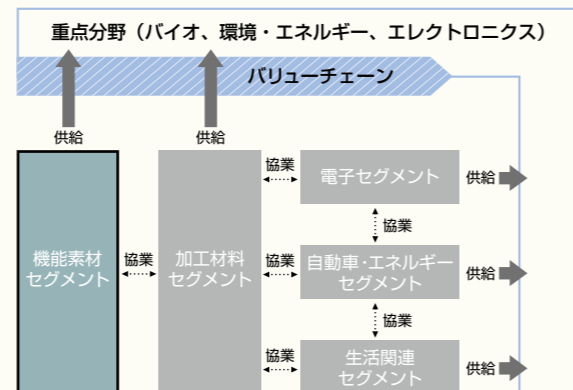 重点分野（バイオ、環境・エネルギー、エレクトロニクス）
バリューチェーン
供給
供給
機能素材
セグメント
協業
加工材料
セグメント
協業
電子セグメント
供給
協業
協業
自動車・エネルギー
セグメント
供給
協業
協業
生活関連
セグメント
供給